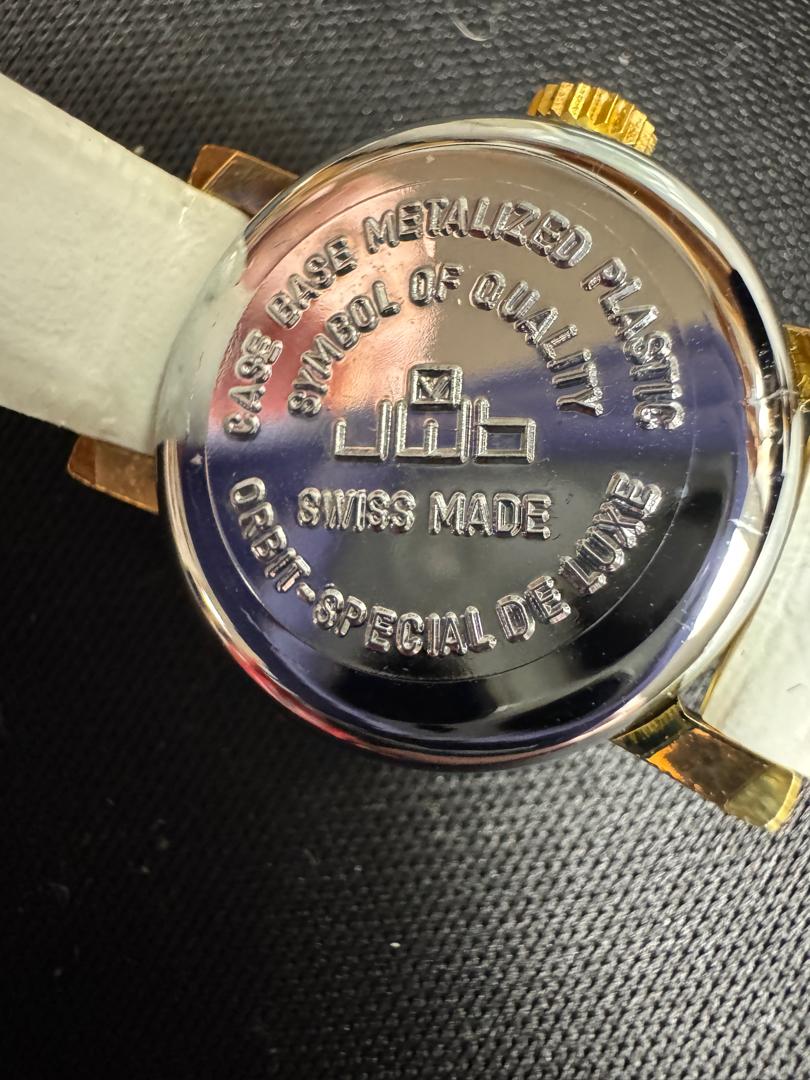 CASE BASE METALIZED PLASTIC
SYMBOL OF QUALITY
SWISS MADE
ORBIT-SPECIAL DE LUXE